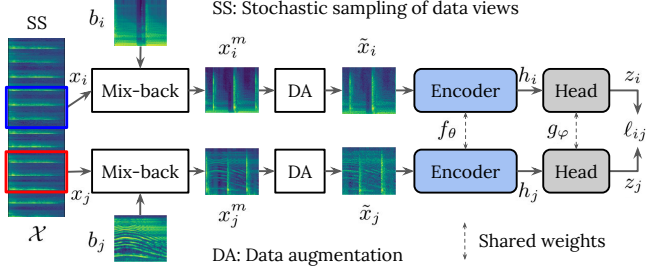 SS: Stochastic sampling of data views
SS
b_i
x_i
Mix-back
x_i^m
DA
x̃_i
Encoder
h_i
Head
z_i
f_θ
g_φ
ℓ_ij
x_j
Mix-back
x_j^m
DA
x̃_j
Encoder
h_j
Head
z_j
𝒳
b_j
DA: Data augmentation
Shared weights